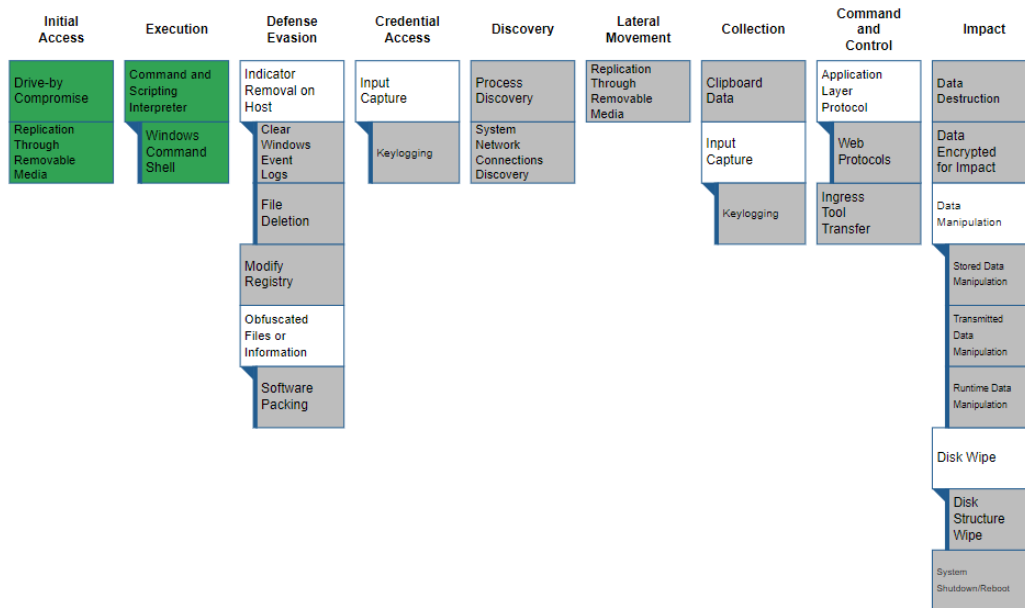 Initial
Access
Execution
Defense
Evasion
Credential
Access
Discovery
Lateral
Movement
Collection
Command
and
Control
Impact
Drive-by
Compromise
Replication
Through
Removable
Media
Command and
Scripting
Interpreter
Windows
Command
Shell
Indicator
Removal on
Host
Clear
Windows
Event
Logs
File
Deletion
Modify
Registry
Obfuscated
Files or
Information
Software
Packing
Input
Capture
Keylogging
Process
Discovery
System
Network
Connections
Discovery
Replication
Through
Removable
Media
Clipboard
Data
Input
Capture
Keylogging
Application
Layer
Protocol
Web
Protocols
Ingress
Tool
Transfer
Data
Destruction
Data
Encrypted
for Impact
Data
Manipulation
Stored Data
Manipulation
Transmitted
Data
Manipulation
Runtime Data
Manipulation
Disk Wipe
Disk
Structure
Wipe
System
Shutdown/Reboot